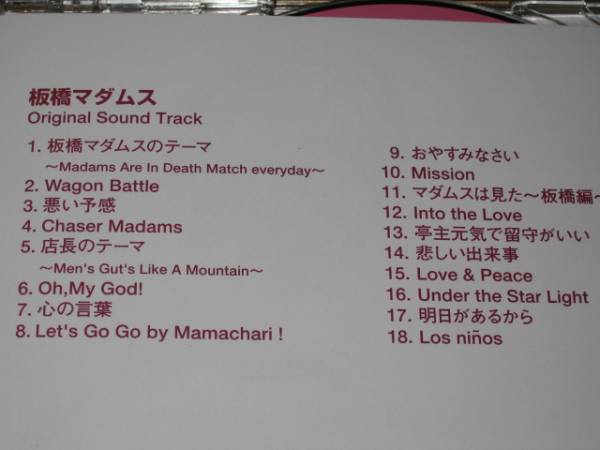 板橋マダムス
Original Sound Track
1. 板橋マダムスのテーマ
〜Madams Are In Death Match everyday〜
2. Wagon Battle
3. 悪い予感
4. Chaser Madams
5. 店長のテーマ
〜Men's Gut's Like A Mountain〜
6. Oh,My God!
7. 心の言葉
8. Let's Go Go by Mamachari !
9. おやすみなさい
10. Mission
11. マダムスは見た〜板橋編〜
12. Into the Love
13. 亭主元気で留守がいい
14. 悲しい出来事
15. Love & Peace
16. Under the Star Light
17. 明日があるから
18. Los niños